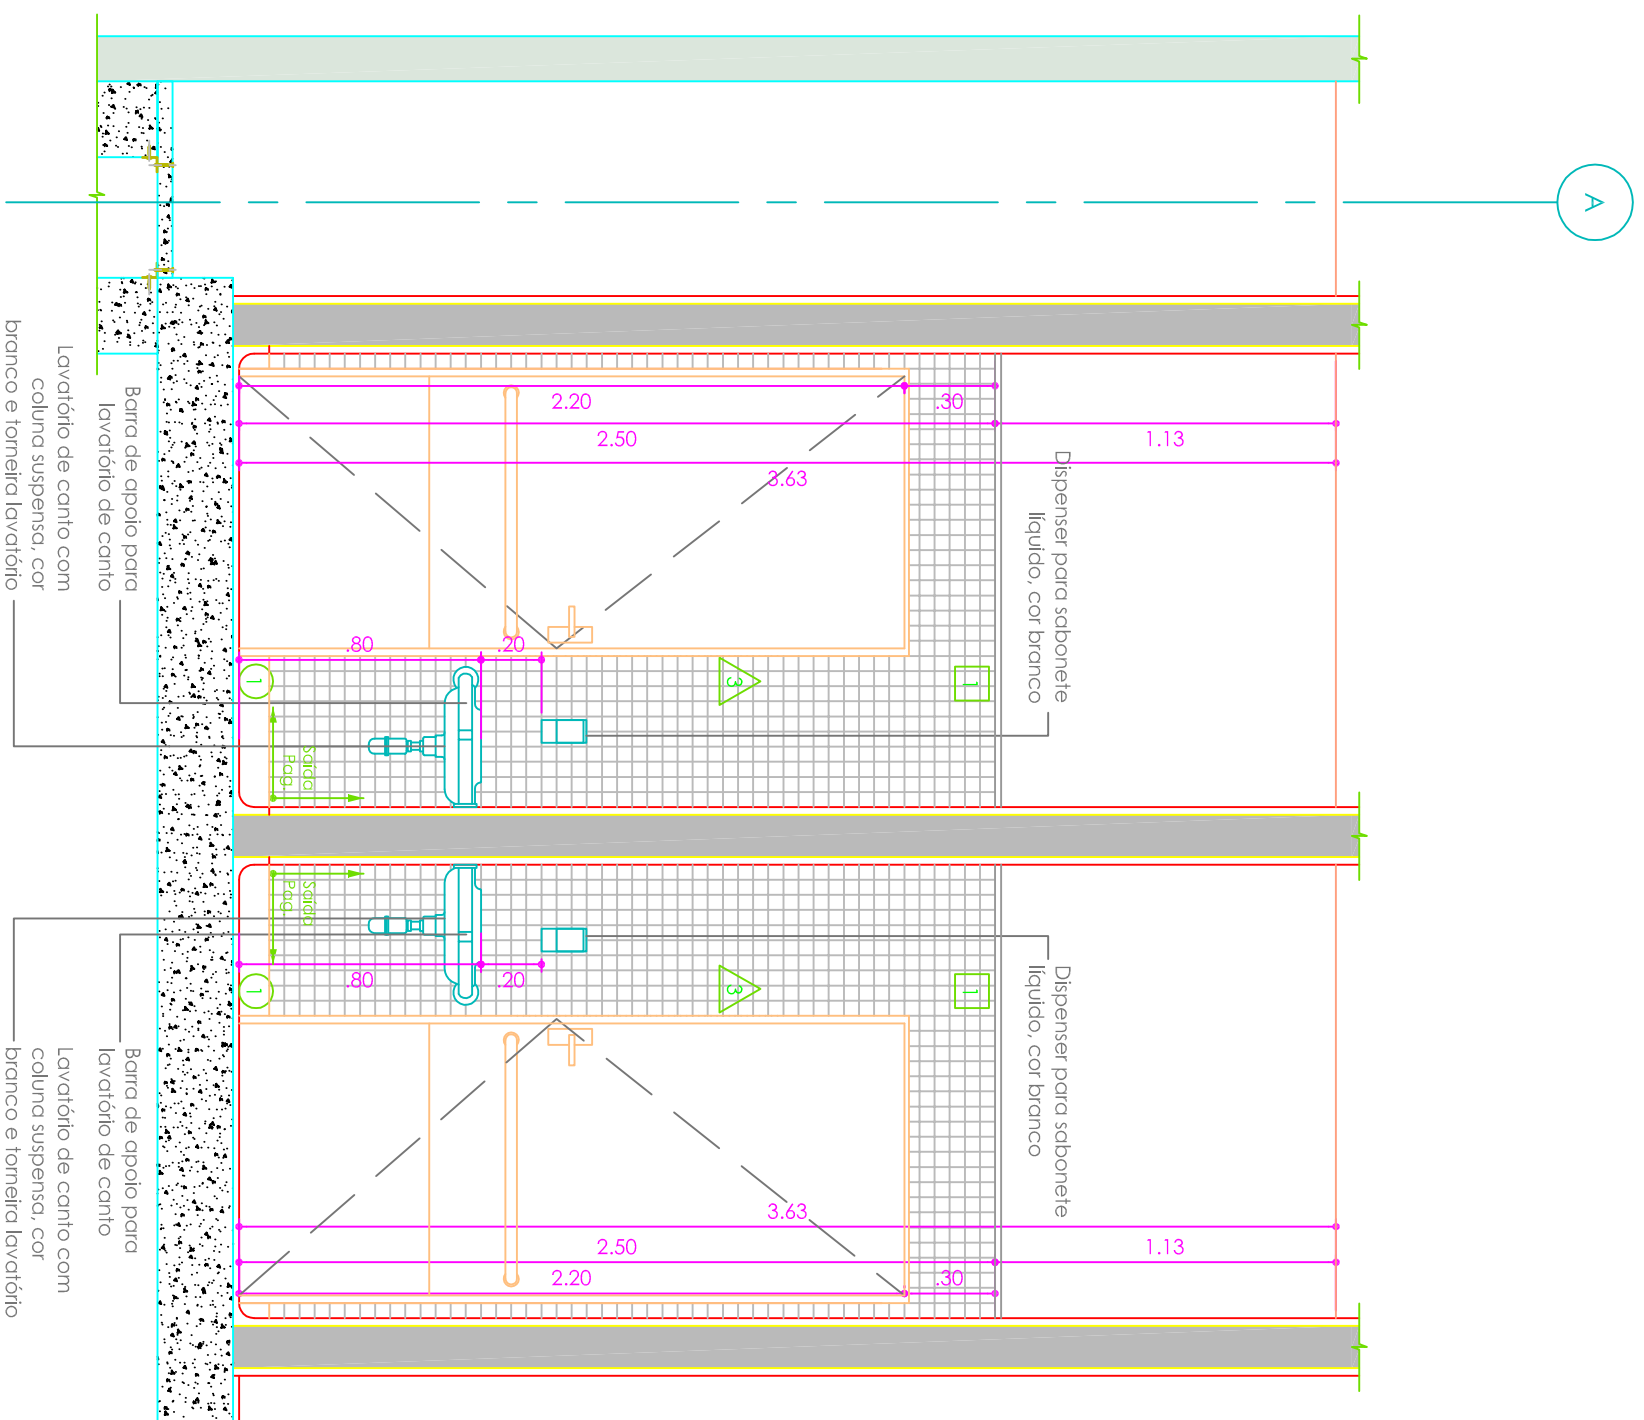 A
Dispenser para sabonete
líquido, cor branco
Dispenser para sabonete
líquido, cor branco
1.13
1.13
.30
.30
3.63
3.63
2.50
2.50
2.20
2.20
1
1
3
3
.20
.20
.80
.80
Saída
Pag.
Saída
Pag.
1
1
Barra de apoio para
lavatório de canto
Lavatório de canto com
coluna suspensa, cor
branco e torneira lavatório
Barra de apoio para
lavatório de canto
Lavatório de canto com
coluna suspensa, cor
branco e torneira lavatório